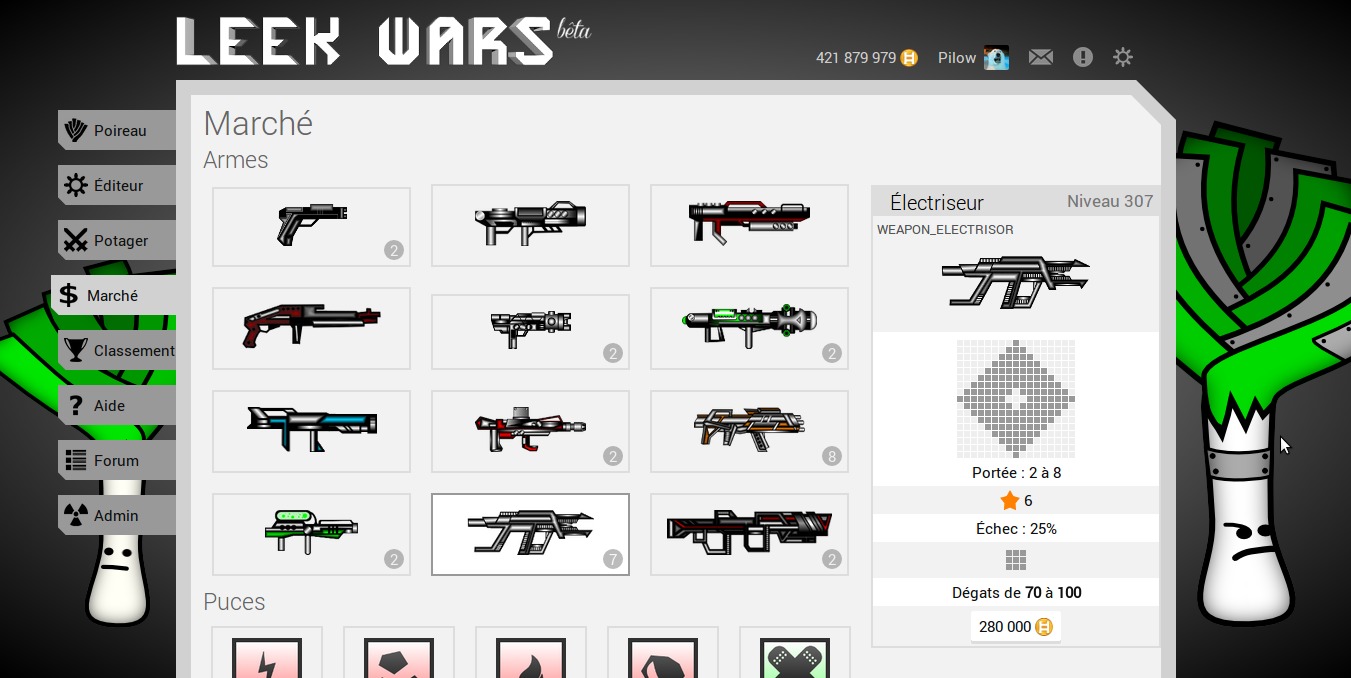 LEEK WARS bêta
421 879 979
Pilow
Poireau
Éditeur
Potager
$ Marché
Classement
? Aide
Forum
Admin
Marché
Armes
2
2
2
2
8
2
7
2
Puces
Électriseur Niveau 307
WEAPON_ELECTRISOR
Portée : 2 à 8
6
Échec : 25%
Dégats de 70 à 100
280 000